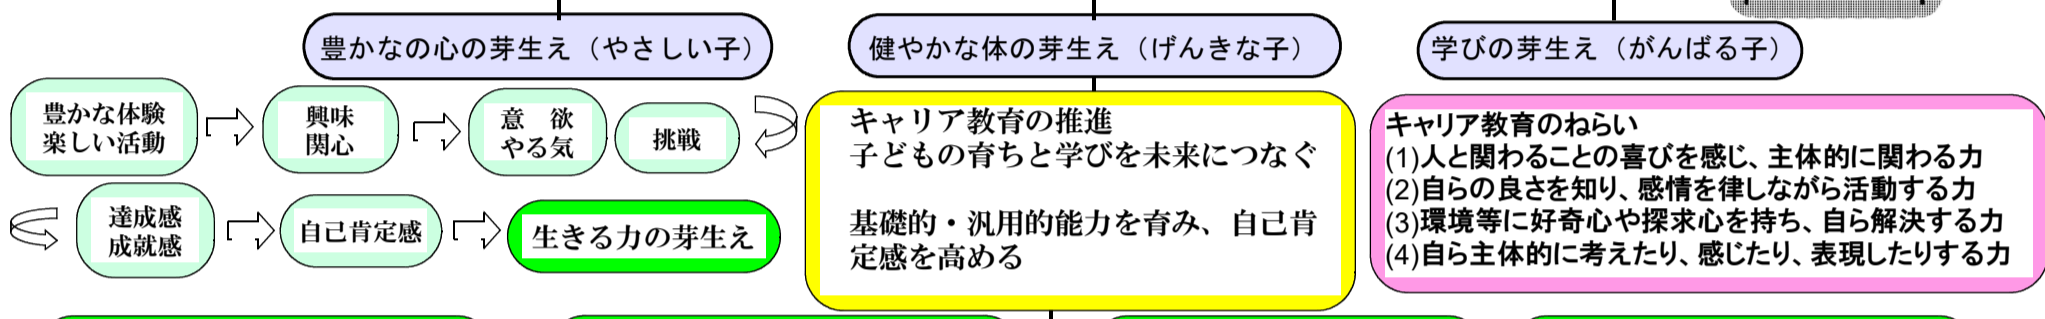 豊かなの心の芽生え（やさしい子）
健やかな体の芽生え（げんきな子）
学びの芽生え（がんばる子）
豊かな体験
楽しい活動
興味
関心
意　欲
やる気
挑戦
達成感
成就感
自己肯定感
生きる力の芽生え
キャリア教育の推進
子どもの育ちと学びを未来につなぐ
基礎的・汎用的能力を育み、自己肯
定感を高める
キャリア教育のねらい
(1)人と関わることの喜びを感じ、主体的に関わる力
(2)自らの良さを知り、感情を律しながら活動する力
(3)環境等に好奇心や探求心を持ち、自ら解決する力
(4)自ら主体的に考えたり、感じたり、表現したりする力